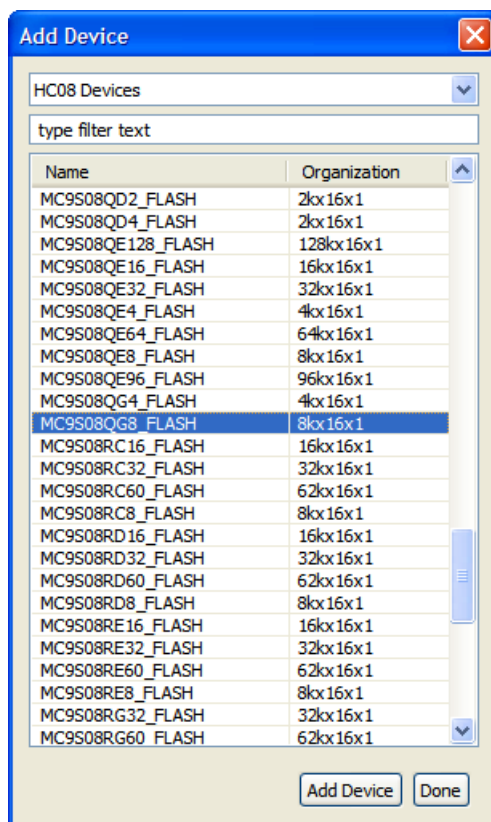 Add Device
HC08 Devices
type filter text
Name Organization
MC9S08QD2_FLASH 2kx16x1
MC9S08QD4_FLASH 2kx16x1
MC9S08QE128_FLASH 128kx16x1
MC9S08QE16_FLASH 16kx16x1
MC9S08QE32_FLASH 32kx16x1
MC9S08QE4_FLASH 4kx16x1
MC9S08QE64_FLASH 64kx16x1
MC9S08QE8_FLASH 8kx16x1
MC9S08QE96_FLASH 96kx16x1
MC9S08QG4_FLASH 4kx16x1
MC9S08QG8_FLASH 8kx16x1
MC9S08RC16_FLASH 16kx16x1
MC9S08RC32_FLASH 32kx16x1
MC9S08RC60_FLASH 62kx16x1
MC9S08RC8_FLASH 8kx16x1
MC9S08RD16_FLASH 16kx16x1
MC9S08RD32_FLASH 32kx16x1
MC9S08RD60_FLASH 62kx16x1
MC9S08RD8_FLASH 8kx16x1
MC9S08RE16_FLASH 16kx16x1
MC9S08RE32_FLASH 32kx16x1
MC9S08RE60_FLASH 62kx16x1
MC9S08RE8_FLASH 8kx16x1
MC9S08RG32_FLASH 32kx16x1
MC9S08RG60_FLASH 62kx16x1
Add Device Done